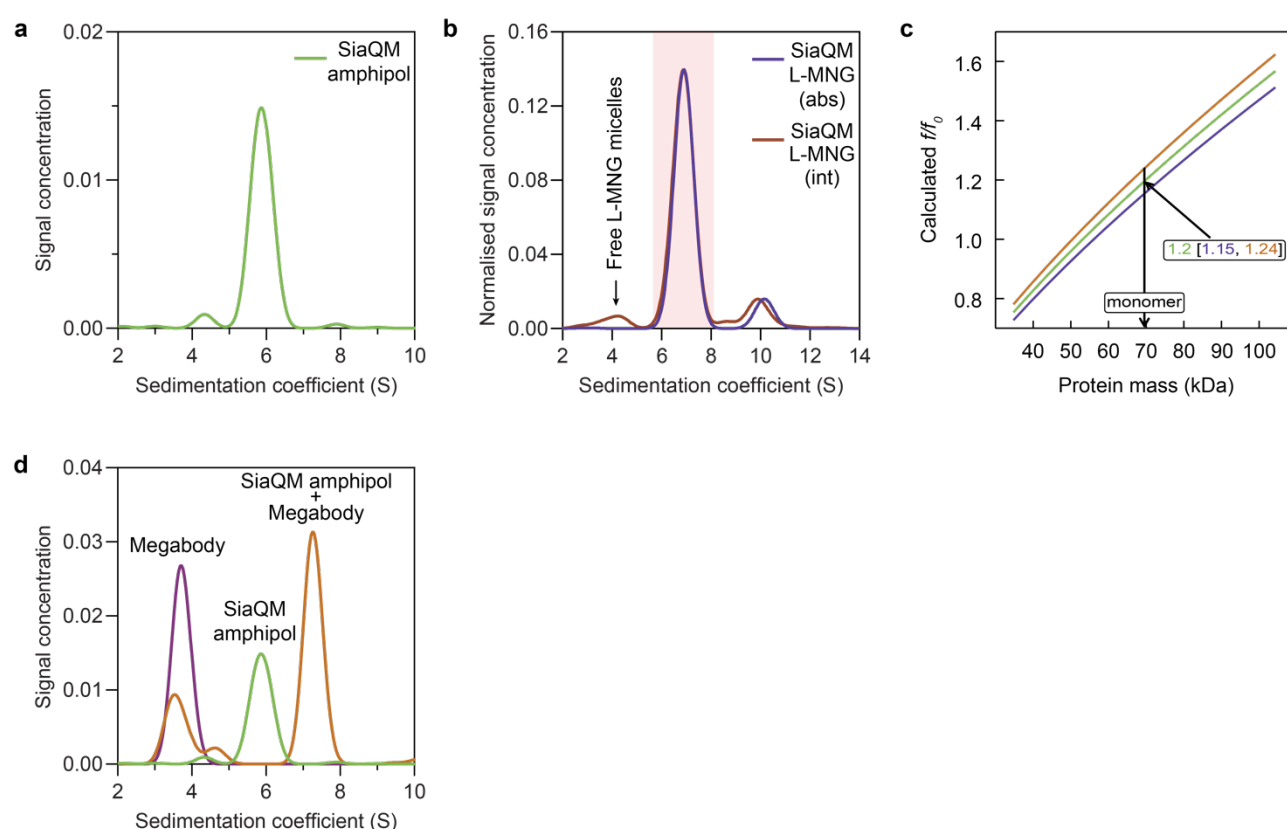 a
0.02
0.01
0.00
Signal concentration
SiaQM
amphipol
2
4
6
8
10
Sedimentation coefficient (S)
b
0.16
0.12
0.08
0.04
0.00
Normalised signal concentration
Free L-MNG micelles
SiaQM
L-MNG
(abs)
SiaQM
L-MNG
(int)
2
4
6
8
10
12
14
Sedimentation coefficient (S)
c
1.6
1.4
1.2
1.0
0.8
Calculated f/f0
1.2 [1.15, 1.24]
monomer
40
50
60
70
80
90
100
Protein mass (kDa)
d
0.04
0.03
0.02
0.01
0.00
Signal concentration
Megabody
SiaQM
amphipol
SiaQM amphipol
+
Megabody
2
4
6
8
10
Sedimentation coefficient (S)